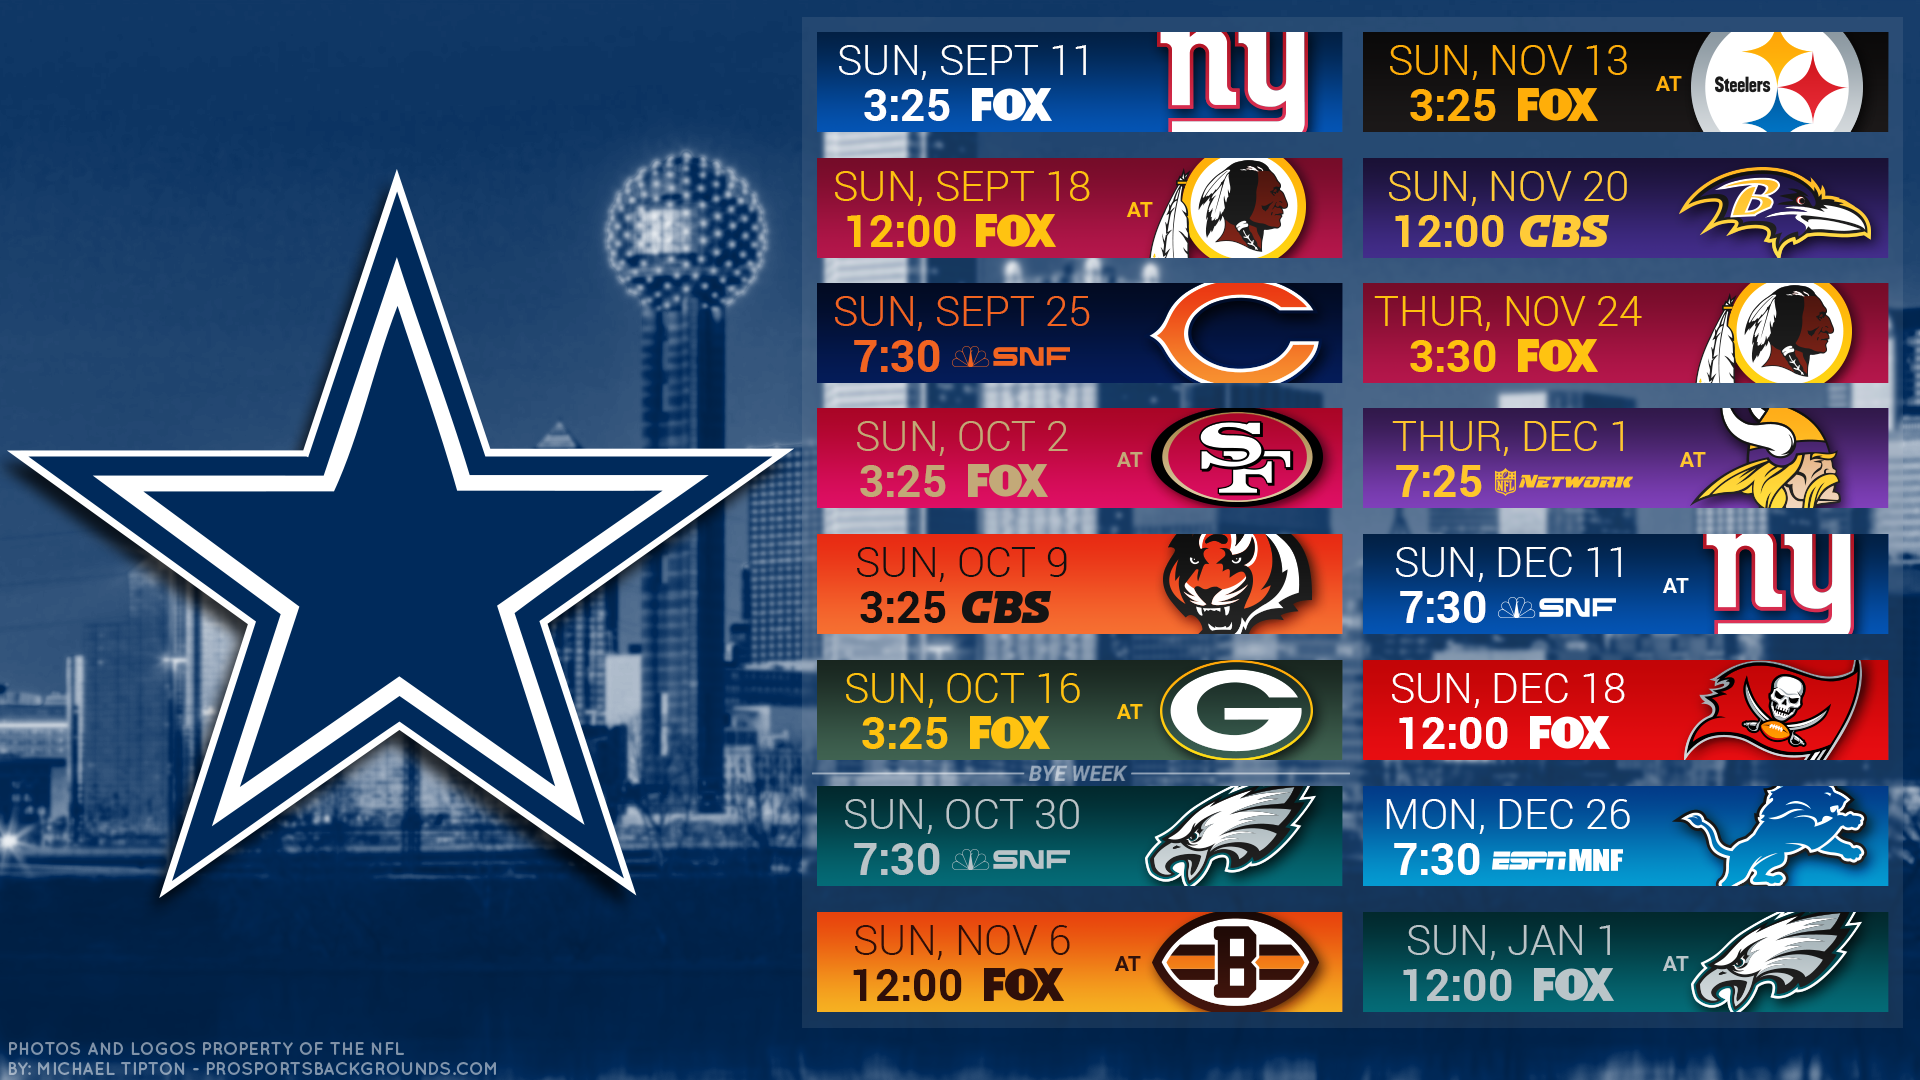 SUN, SEPT 11
3:25 FOX
ny
SUN, SEPT 18
12:00 FOX
AT
SUN, SEPT 25
7:30 SNF
SUN, OCT 2
3:25 FOX
AT
SF
SUN, OCT 9
3:25 CBS
SUN, OCT 16
3:25 FOX
AT
G
BYE WEEK
SUN, OCT 30
7:30 SNF
SUN, NOV 6
12:00 FOX
AT
B
SUN, NOV 13
3:25 FOX
AT
Steelers
SUN, NOV 20
12:00 CBS
B
THUR, NOV 24
3:30 FOX
THUR, DEC 1
7:25 NFL NETWORK
AT
SUN, DEC 11
7:30 SNF
AT
ny
SUN, DEC 18
12:00 FOX
MON, DEC 26
7:30 ESPN MNF
SUN, JAN 1
12:00 FOX
AT
PHOTOS AND LOGOS PROPERTY OF THE NFL
BY: MICHAEL TIPTON - PROSPORTSBACKGROUNDS.COM